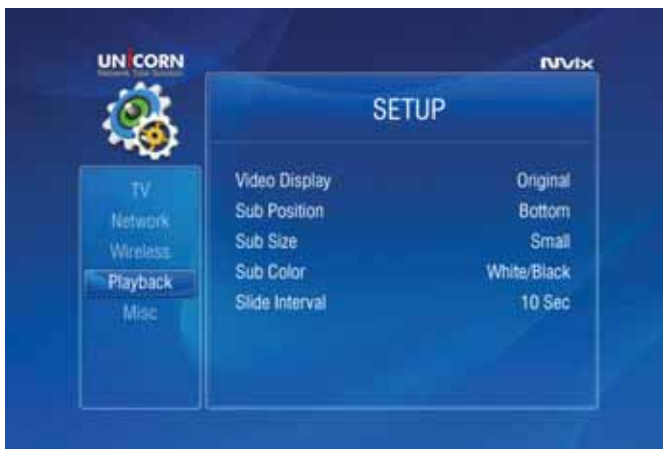 UNiCORN
NVix
SETUP
TV
Network
Wireless
Playback
Misc
Video Display Original
Sub Position Bottom
Sub Size Small
Sub Color White/Black
Slide Interval 10 Sec